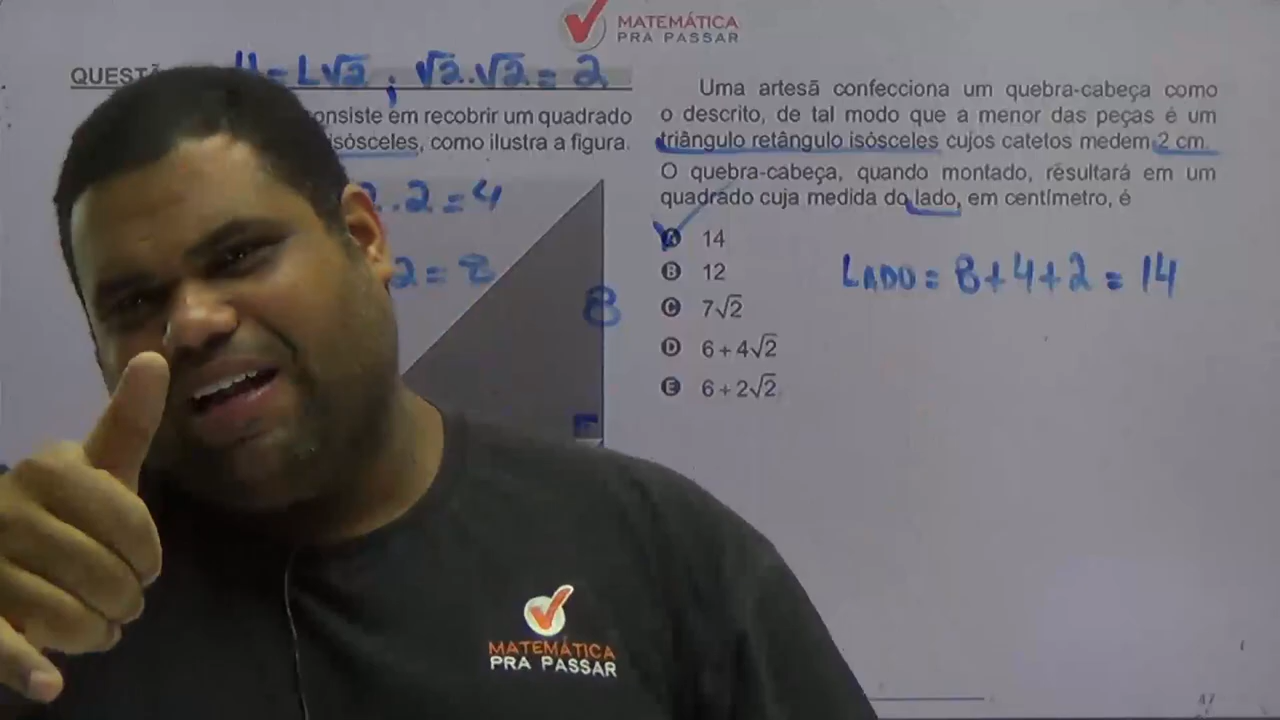 MATEMÁTICA
PRA PASSAR
QUEST
H = L√2 ; √2.√2 = 2
onsiste em recobrir um quadrado
isósceles, como ilustra a figura.
2.2=4
2=8
8
Uma artesã confecciona um quebra-cabeça como
o descrito, de tal modo que a menor das peças é um
triângulo retângulo isósceles cujos catetos medem 2 cm.
O quebra-cabeça, quando montado, resultará em um
quadrado cuja medida do lado, em centímetro, é
A 14
B 12
C 7√2
D 6 + 4√2
E 6 + 2√2
LADO = 8+4+2 = 14
MATEMÁTICA
PRA PASSAR
47